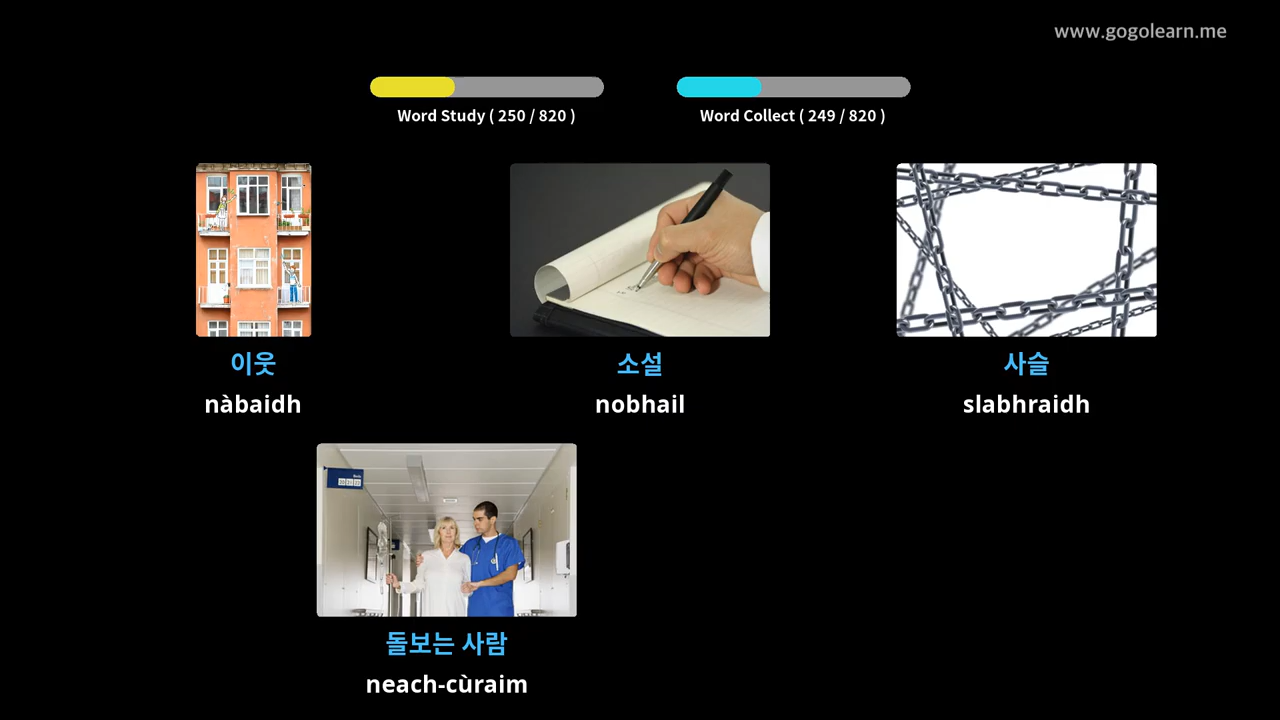 www.gogolearn.me
Word Study ( 250 / 820 )
Word Collect ( 249 / 820 )
이웃
nàbaidh
소설
nobhail
사슬
slabhraidh
돌보는 사람
neach-cùraim